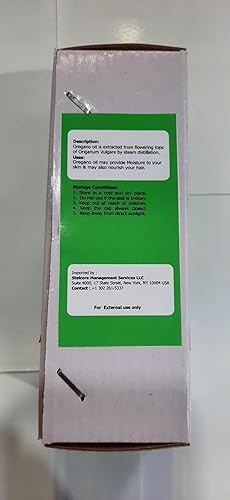 Description:
Oregano oil is extracted from flowering tops
of Origanum Vulgare by steam distillation.
Uses:
Oregano oil may provide Moisture to your
skin & may also nourish your hair.
Storage Conditions:
1. Store in a cool and dry place.
2. Do not use if the seal is broken.
3. Keep out of reach of children.
4. Keep the cap always closed.
5. Keep away from direct sunlight.
Imported by :
Stelcore Management Services LLC
Suite 4000, 17 State Street, New York, NY 10004 USA
Contact : +1 302 261-5337
For External use only